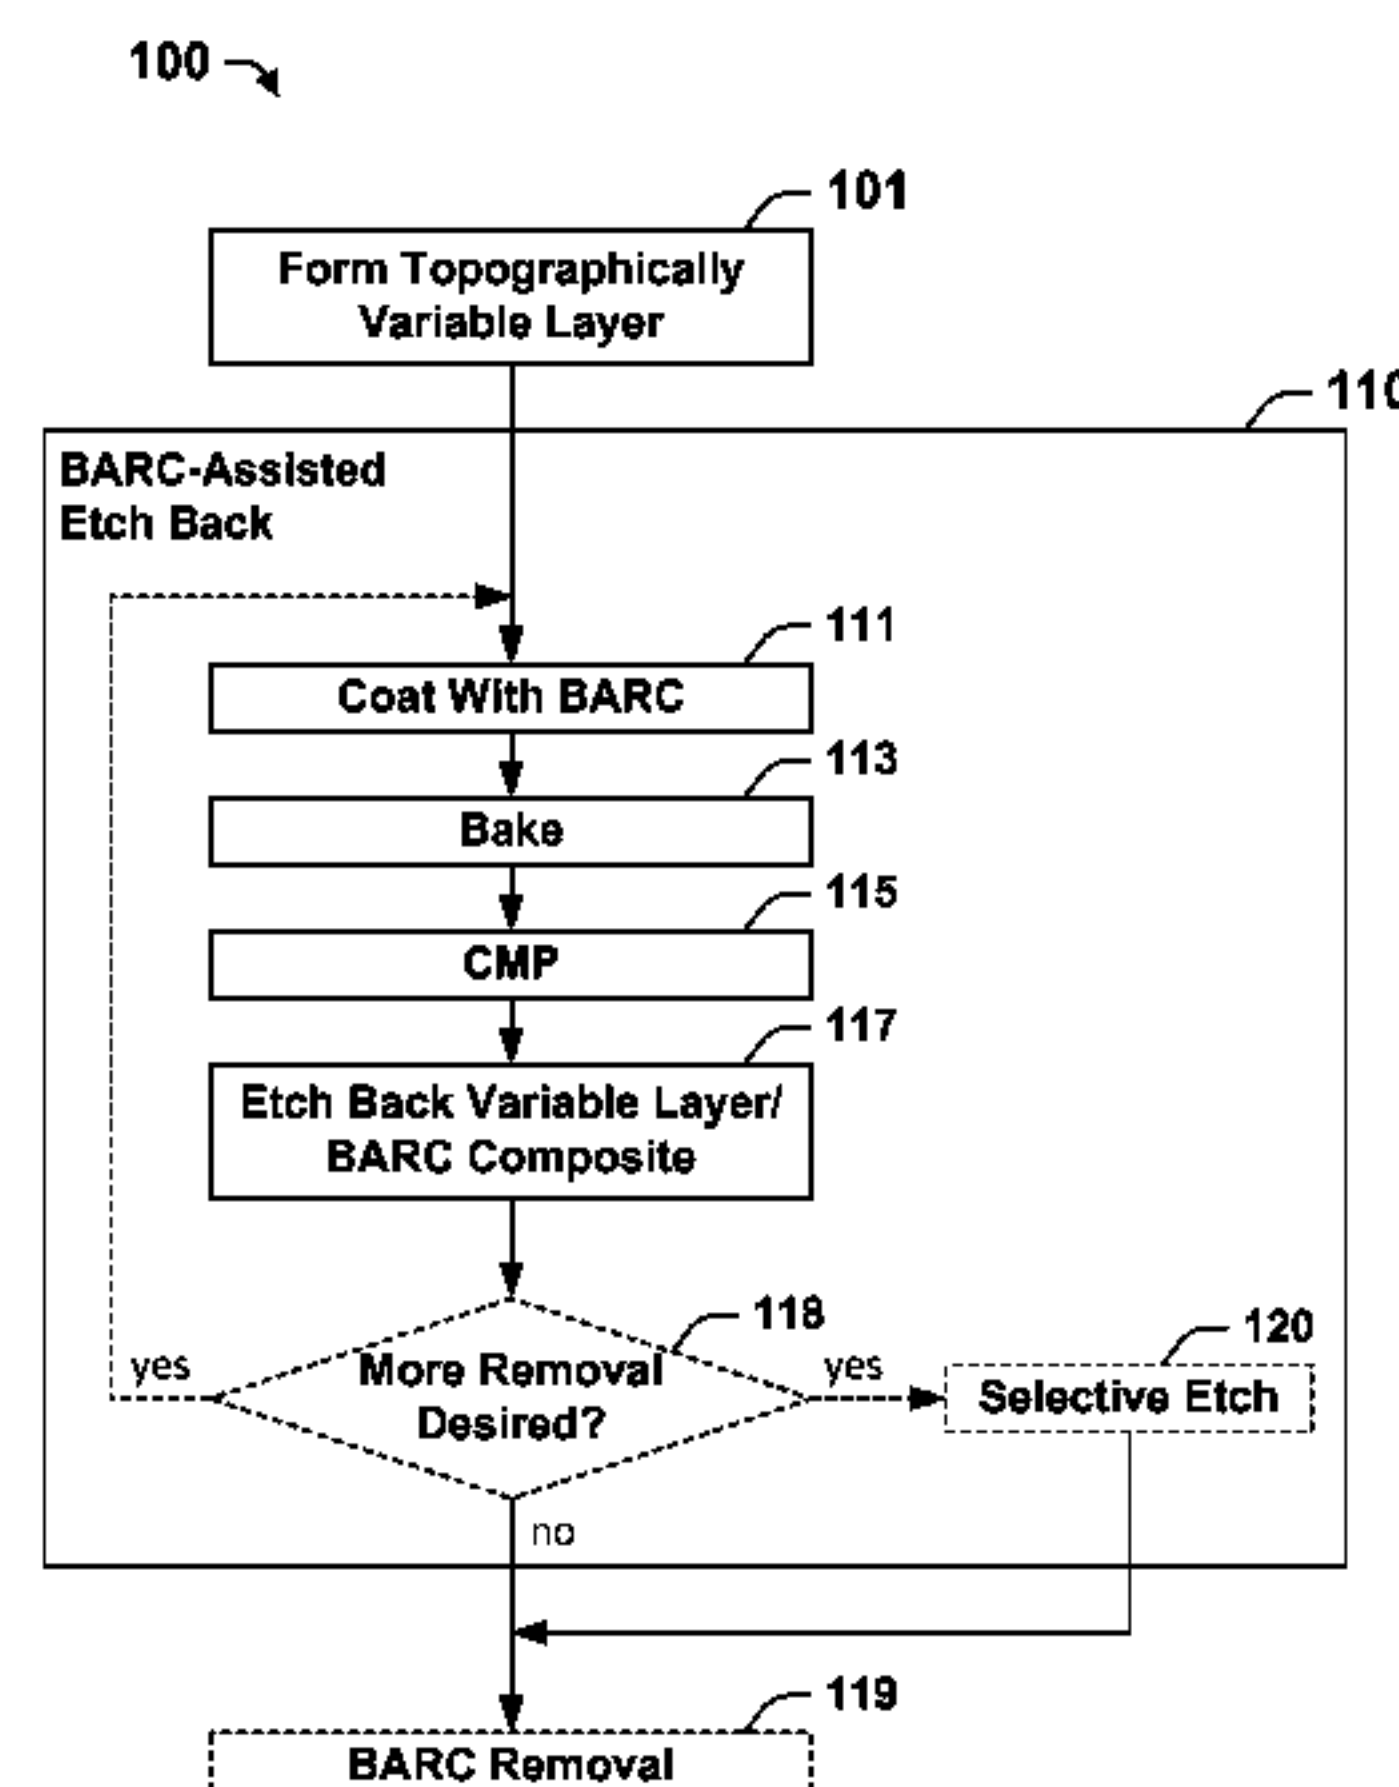 100
101
Form Topographically
Variable Layer
110
BARC-Assisted
Etch Back
111
Coat With BARC
113
Bake
115
CMP
117
Etch Back Variable Layer/
BARC Composite
118
120
yes
More Removal
Desired?
yes
Selective Etch
no
119
BARC Removal